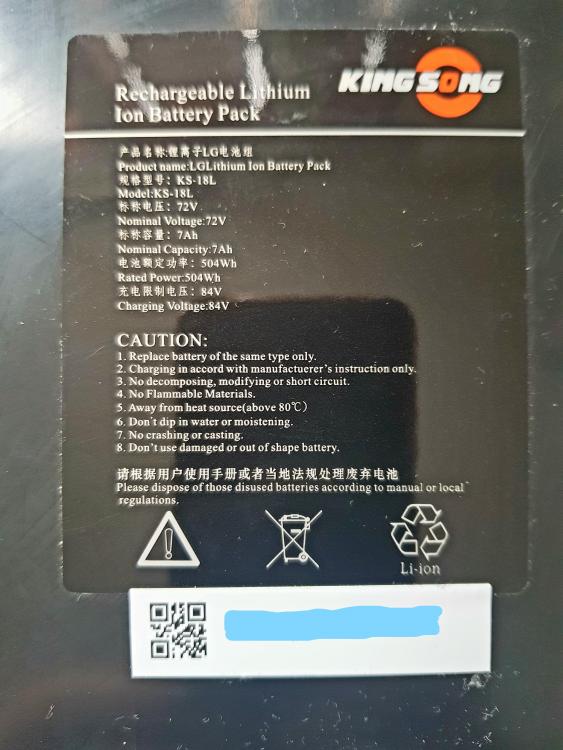 KING SONG
Rechargeable Lithium
Ion Battery Pack
产品名称:锂离子LG电池组
Product name:LGLithium Ion Battery Pack
规格型号: KS-18L
Model:KS-18L
标称电压: 72V
Nominal Voltage:72V
标称容量: 7Ah
Nominal Capacity:7Ah
电池额定功率: 504Wh
Rated Power:504Wh
充电限制电压: 84V
Charging Voltage:84V
CAUTION:
1. Replace battery of the same type only.
2. Charging in accord with manufactuerer's instruction only.
3. No decomposing, modifying or short circuit.
4. No Flammable Materials.
5. Away from heat source(above 80℃)
6. Don't dip in water or moistening.
7. No crashing or casting.
8. Don't use damaged or out of shape battery.
请根据用户使用手册或者当地法规处理废弃电池
Please dispose of those disused batteries according to manual or local
regulations.
Li-ion